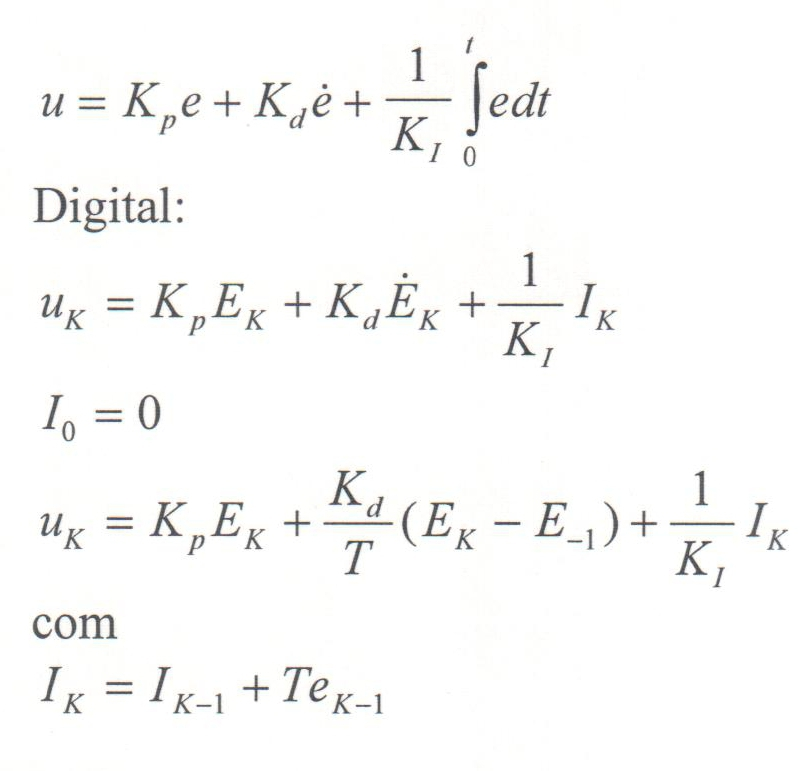 u = K_p e + K_d ė + 1/K_I ∫_0^t edt
Digital:
u_K = K_p E_K + K_d Ė_K + 1/K_I I_K
I_0 = 0
u_K = K_p E_K + K_d/T (E_K − E_{−1}) + 1/K_I I_K
com
I_K = I_{K−1} + Te_{K−1}